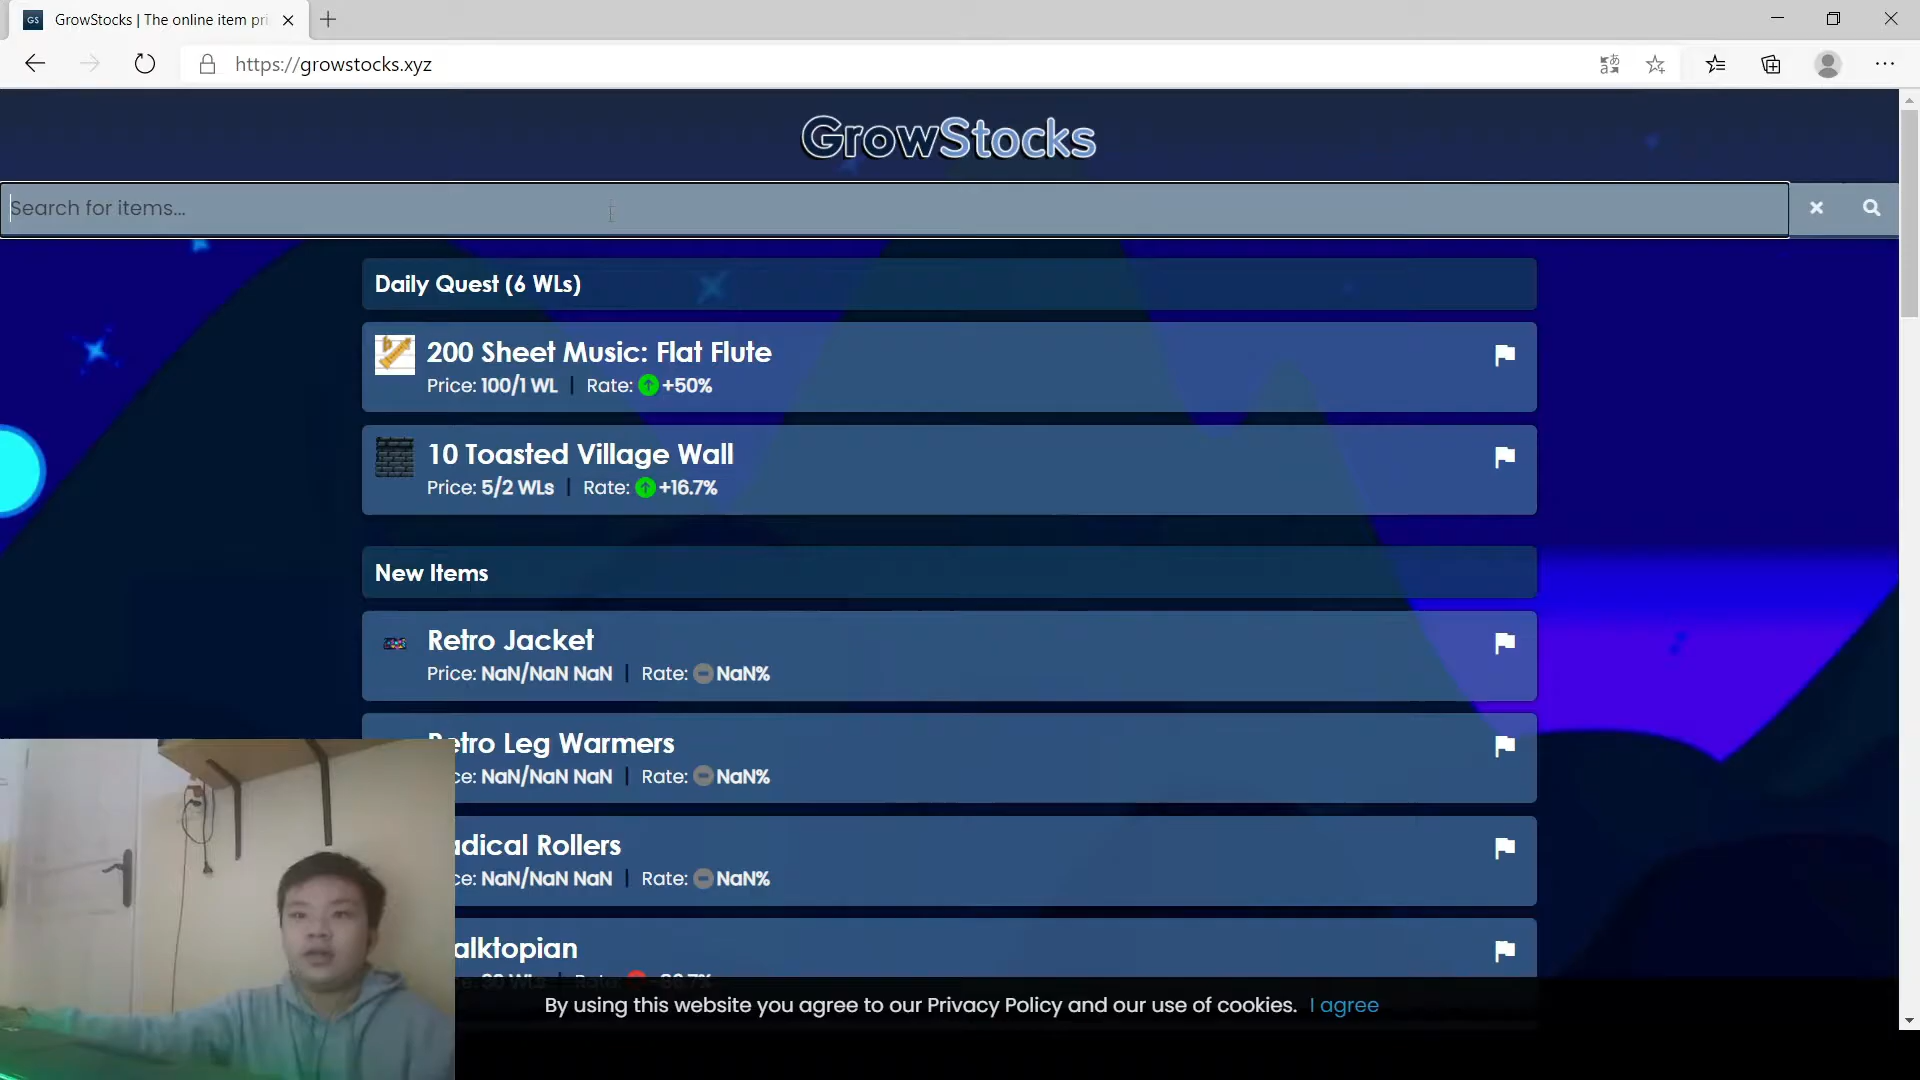 GS GrowStocks | The online item pri
https://growstocks.xyz
GrowStocks
Search for items...
Daily Quest (6 WLs)
200 Sheet Music: Flat Flute
Price: 100/1 WL | Rate: +50%
10 Toasted Village Wall
Price: 5/2 WLs | Rate: +16.7%
New Items
Retro Jacket
Price: NaN/NaN NaN | Rate: NaN%
Retro Leg Warmers
ce: NaN/NaN NaN | Rate: NaN%
adical Rollers
ce: NaN/NaN NaN | Rate: NaN%
alktopian
WLs | Rate:
By using this website you agree to our Privacy Policy and our use of cookies. I agree